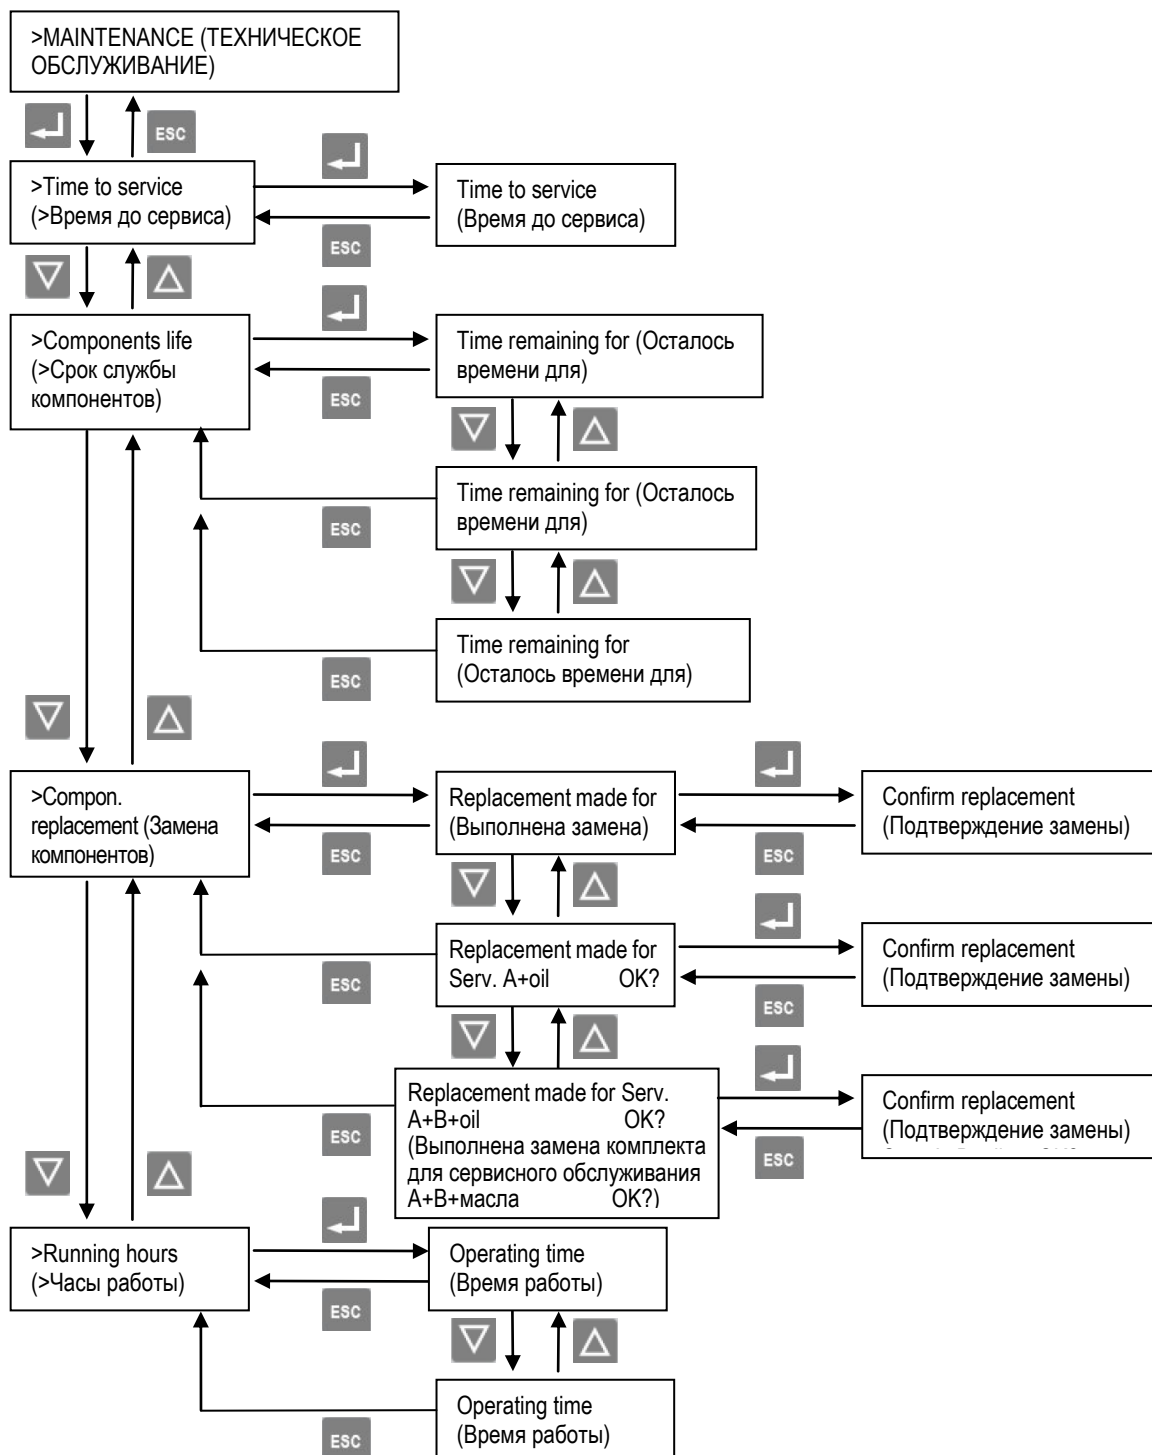 >MAINTENANCE (ТЕХНИЧЕСКОЕ
ОБСЛУЖИВАНИЕ)
ESC
>Time to service
(>Время до сервиса)
Time to service
(Время до сервиса)
ESC
>Components life
(>Срок службы
компонентов)
Time remaining for (Осталось
времени для)
ESC
Time remaining for (Осталось
времени для)
ESC
Time remaining for
(Осталось времени для)
ESC
>Compon.
replacement (Замена
компонентов)
Replacement made for
(Выполнена замена)
Confirm replacement
(Подтверждение замены)
ESC
ESC
Replacement made for
Serv. A+oil OK?
Confirm replacement
(Подтверждение замены)
ESC
ESC
Replacement made for Serv.
A+B+oil OK?
(Выполнена замена комплекта
для сервисного обслуживания
А+В+масла OK?)
Confirm replacement
(Подтверждение замены)
ESC
ESC
>Running hours
(>Часы работы)
Operating time
(Время работы)
ESC
Operating time
(Время работы)
ESC